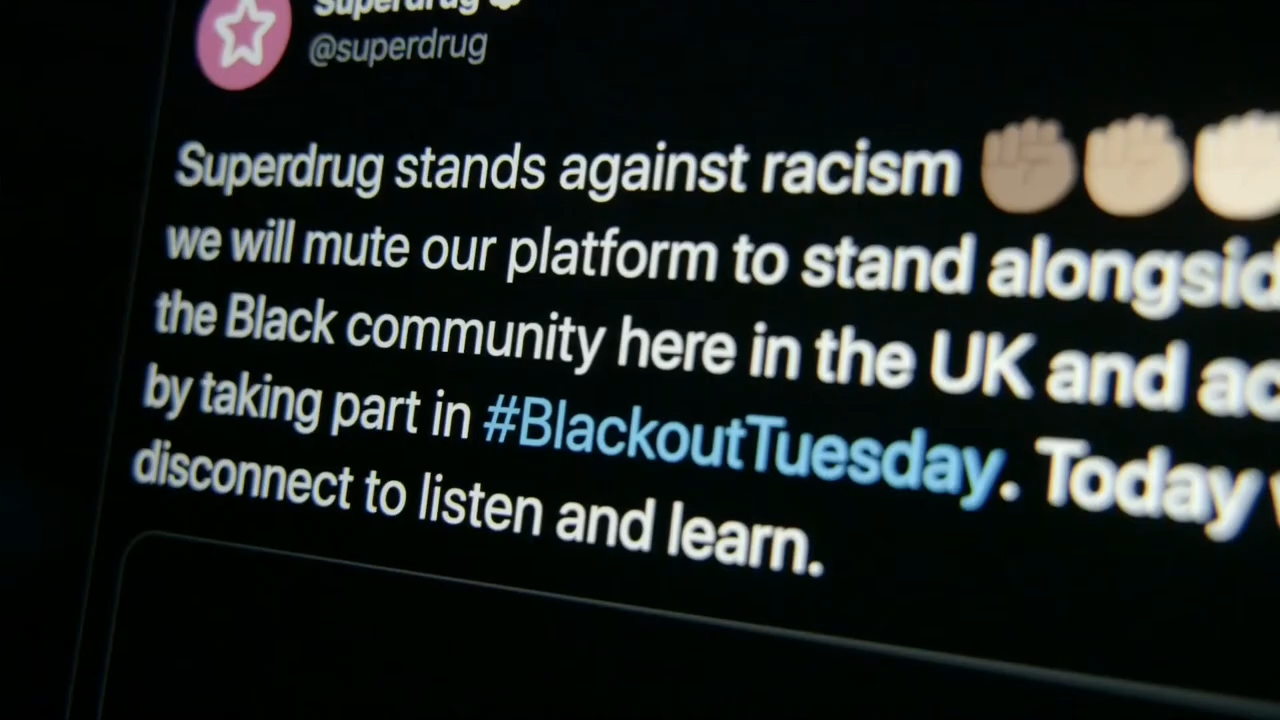 Superdrug
@superdrug
Superdrug stands against racism
we will mute our platform to stand
the Black community here in the UK and
by taking part in #BlackoutTuesday. Today
disconnect to listen and learn.